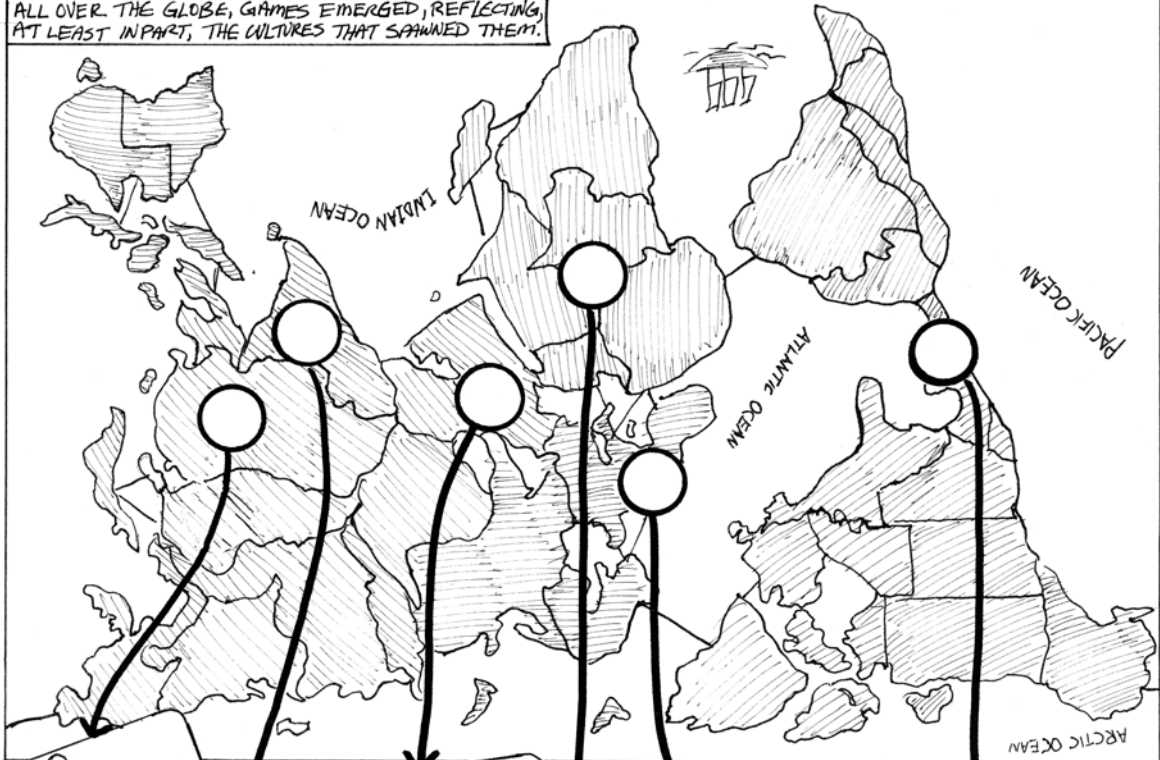 ALL OVER THE GLOBE, GAMES EMERGED, REFLECTING,
AT LEAST IN PART, THE CULTURES THAT SPAWNED THEM.
INDIAN OCEAN
PACIFIC OCEAN
ATLANTIC OCEAN
ARCTIC OCEAN